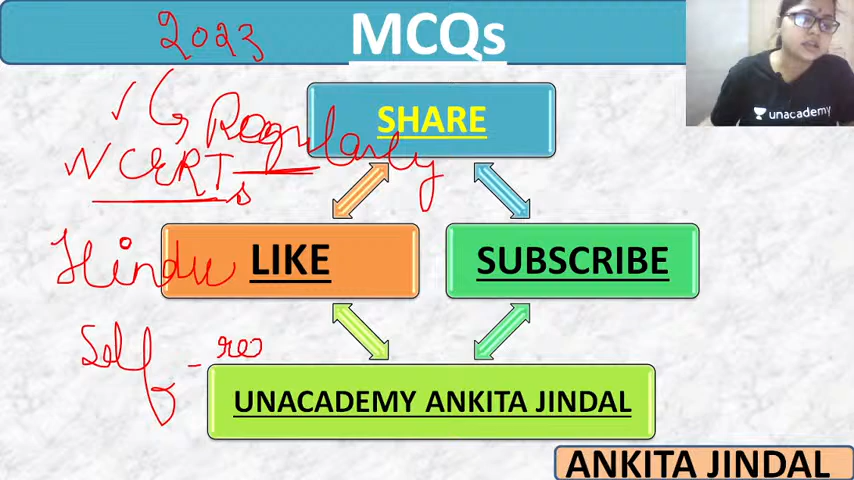 MCQs
2023
SHARE
Regularly
NCERTs
unacademy
LIKE
SUBSCRIBE
Hindu
Self -
UNACADEMY ANKITA JINDAL
ANKITA JINDAL